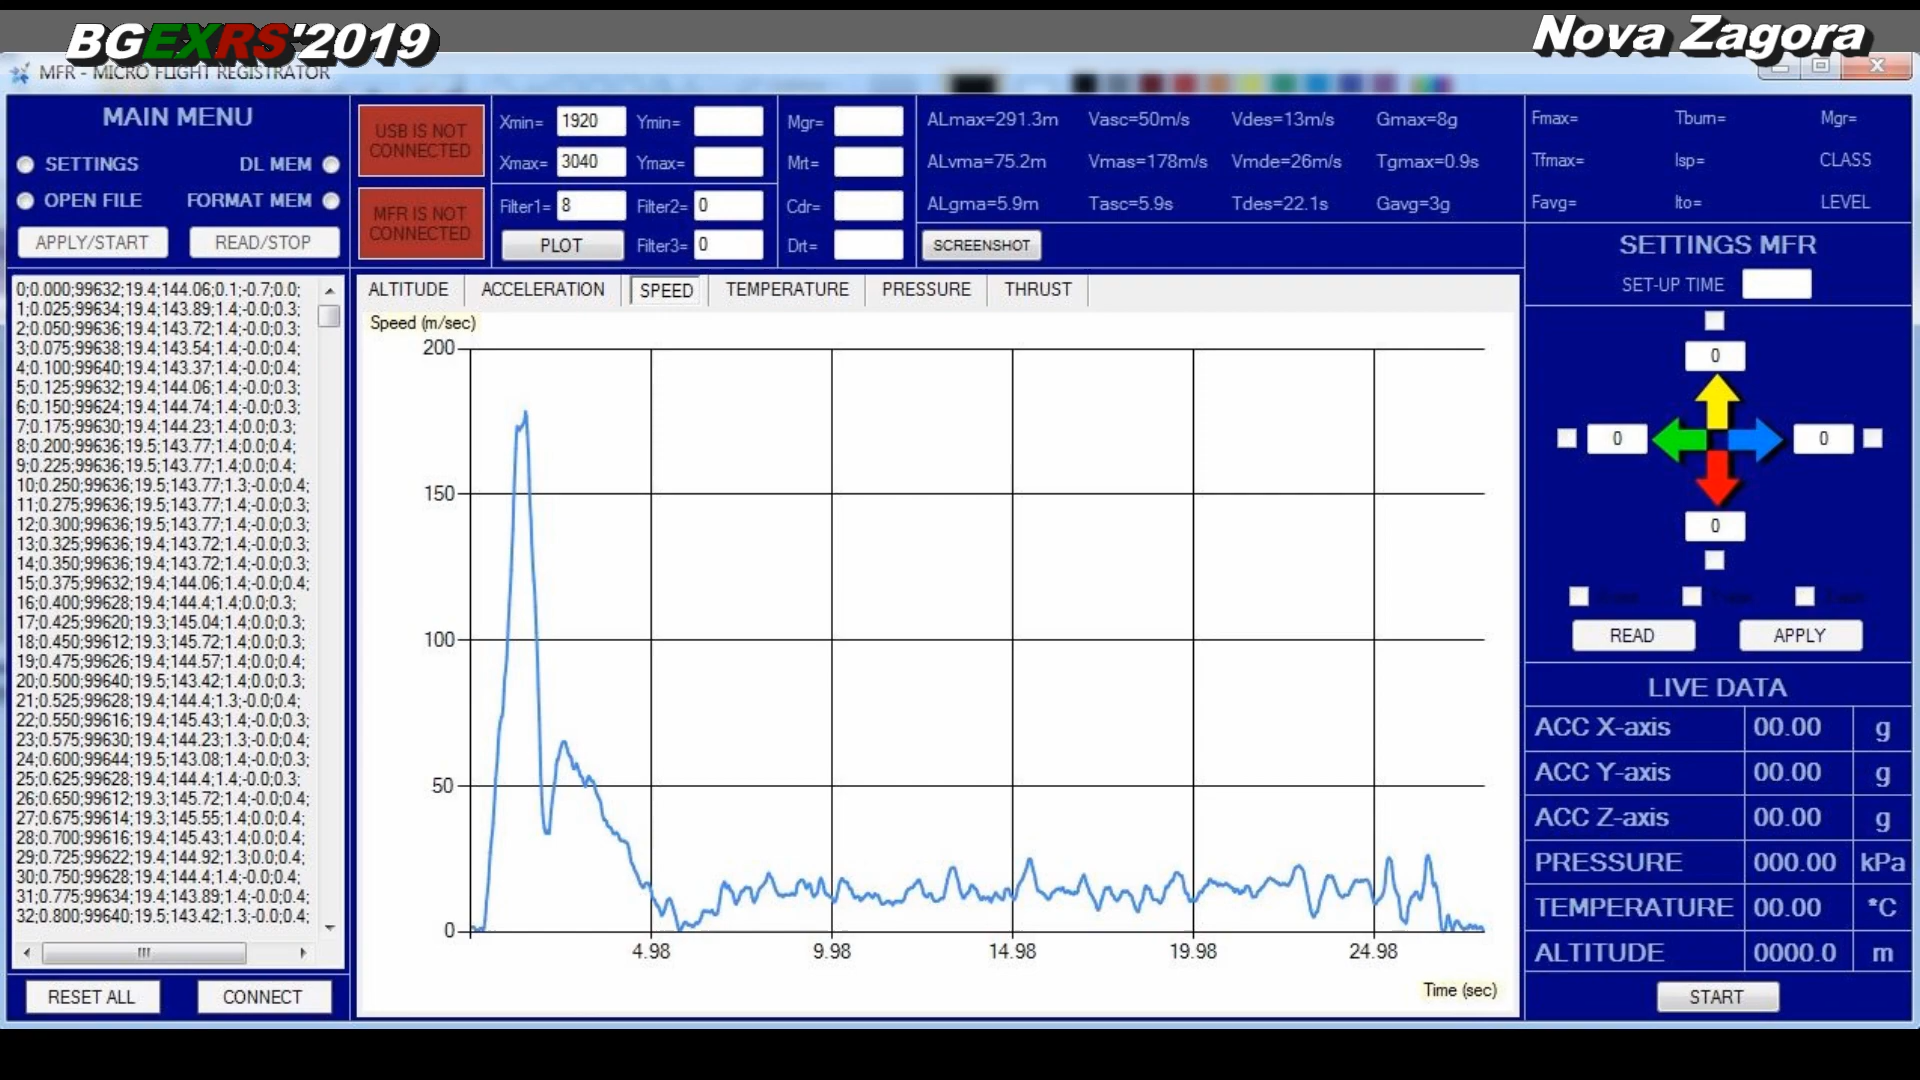 BGEXRS'2019
Nova Zagora
MFR - MICRO FLIGHT REGISTRATOR
MAIN MENU
SETTINGS
DL MEM
OPEN FILE
FORMAT MEM
APPLY/START
READ/STOP
USB IS NOT CONNECTED
MFR IS NOT CONNECTED
Xmin= 1920
Ymin=
Xmax= 3040
Ymax=
Filter1= 8
Filter2= 0
PLOT
Filter3= 0
Mgr=
Mrt=
Cdr=
Drt=
ALmax=291.3m Vasc=50m/s Vdes=13m/s Gmax=8g
ALvma=75.2m Vmas=178m/s Vmde=26m/s Tgmax=0.9s
ALgma=5.9m Tasc=5.9s Tdes=22.1s Gavg=3g
SCREENSHOT
Fmax= Tburn= Mgr=
Tfmax= Isp= CLASS
Favg= Ito= LEVEL
0;0.000;99632;19.4;144.06;0.1;-0.7;0.0;
1;0.025;99634;19.4;143.89;1.4;-0.0;0.3;
2;0.050;99636;19.4;143.72;1.4;-0.0;0.3;
3;0.075;99638;19.4;143.54;1.4;-0.0;0.4;
4;0.100;99640;19.4;143.37;1.4;-0.0;0.4;
5;0.125;99632;19.4;144.06;1.4;-0.0;0.3;
6;0.150;99624;19.4;144.74;1.4;-0.0;0.3;
7;0.175;99630;19.4;144.23;1.4;0.0;0.3;
8;0.200;99636;19.5;143.77;1.4;0.0;0.4;
9;0.225;99636;19.5;143.77;1.4;0.0;0.4;
10;0.250;99636;19.5;143.77;1.3;-0.0;0.4;
11;0.275;99636;19.5;143.77;1.4;-0.0;0.3;
12;0.300;99636;19.5;143.77;1.4;-0.0;0.3;
13;0.325;99636;19.4;143.72;1.4;-0.0;0.3;
14;0.350;99636;19.4;143.72;1.4;-0.0;0.3;
15;0.375;99632;19.4;144.06;1.4;-0.0;0.4;
16;0.400;99628;19.4;144.4;1.4;0.0;0.3;
17;0.425;99620;19.3;145.04;1.4;0.0;0.3;
18;0.450;99612;19.3;145.72;1.4;0.0;0.3;
19;0.475;99626;19.4;144.57;1.4;0.0;0.4;
20;0.500;99640;19.5;143.42;1.4;0.0;0.3;
21;0.525;99628;19.4;144.4;1.3;-0.0;0.4;
22;0.550;99616;19.4;145.43;1.4;-0.0;0.3;
23;0.575;99630;19.4;144.23;1.3;-0.0;0.4;
24;0.600;99644;19.5;143.08;1.4;-0.0;0.3;
25;0.625;99628;19.4;144.4;1.4;-0.0;0.3;
26;0.650;99612;19.3;145.72;1.4;-0.0;0.4;
27;0.675;99614;19.3;145.55;1.4;0.0;0.4;
28;0.700;99616;19.4;145.43;1.4;0.0;0.4;
29;0.725;99622;19.4;144.92;1.3;0.0;0.4;
30;0.750;99628;19.4;144.4;1.4;-0.0;0.4;
31;0.775;99634;19.4;143.89;1.4;-0.0;0.4;
32;0.800;99640;19.5;143.42;1.3;-0.0;0.4;
RESET ALL
CONNECT
ALTITUDE ACCELERATION SPEED TEMPERATURE PRESSURE THRUST
Speed (m/sec)
200
150
100
50
0
4.98 9.98 14.98 19.98 24.98
Time (sec)
SETTINGS MFR
SET-UP TIME
0
0
0
0
READ
APPLY
LIVE DATA
ACC X-axis 00.00 g
ACC Y-axis 00.00 g
ACC Z-axis 00.00 g
PRESSURE 000.00 kPa
TEMPERATURE 00.00 *C
ALTITUDE 0000.0 m
START